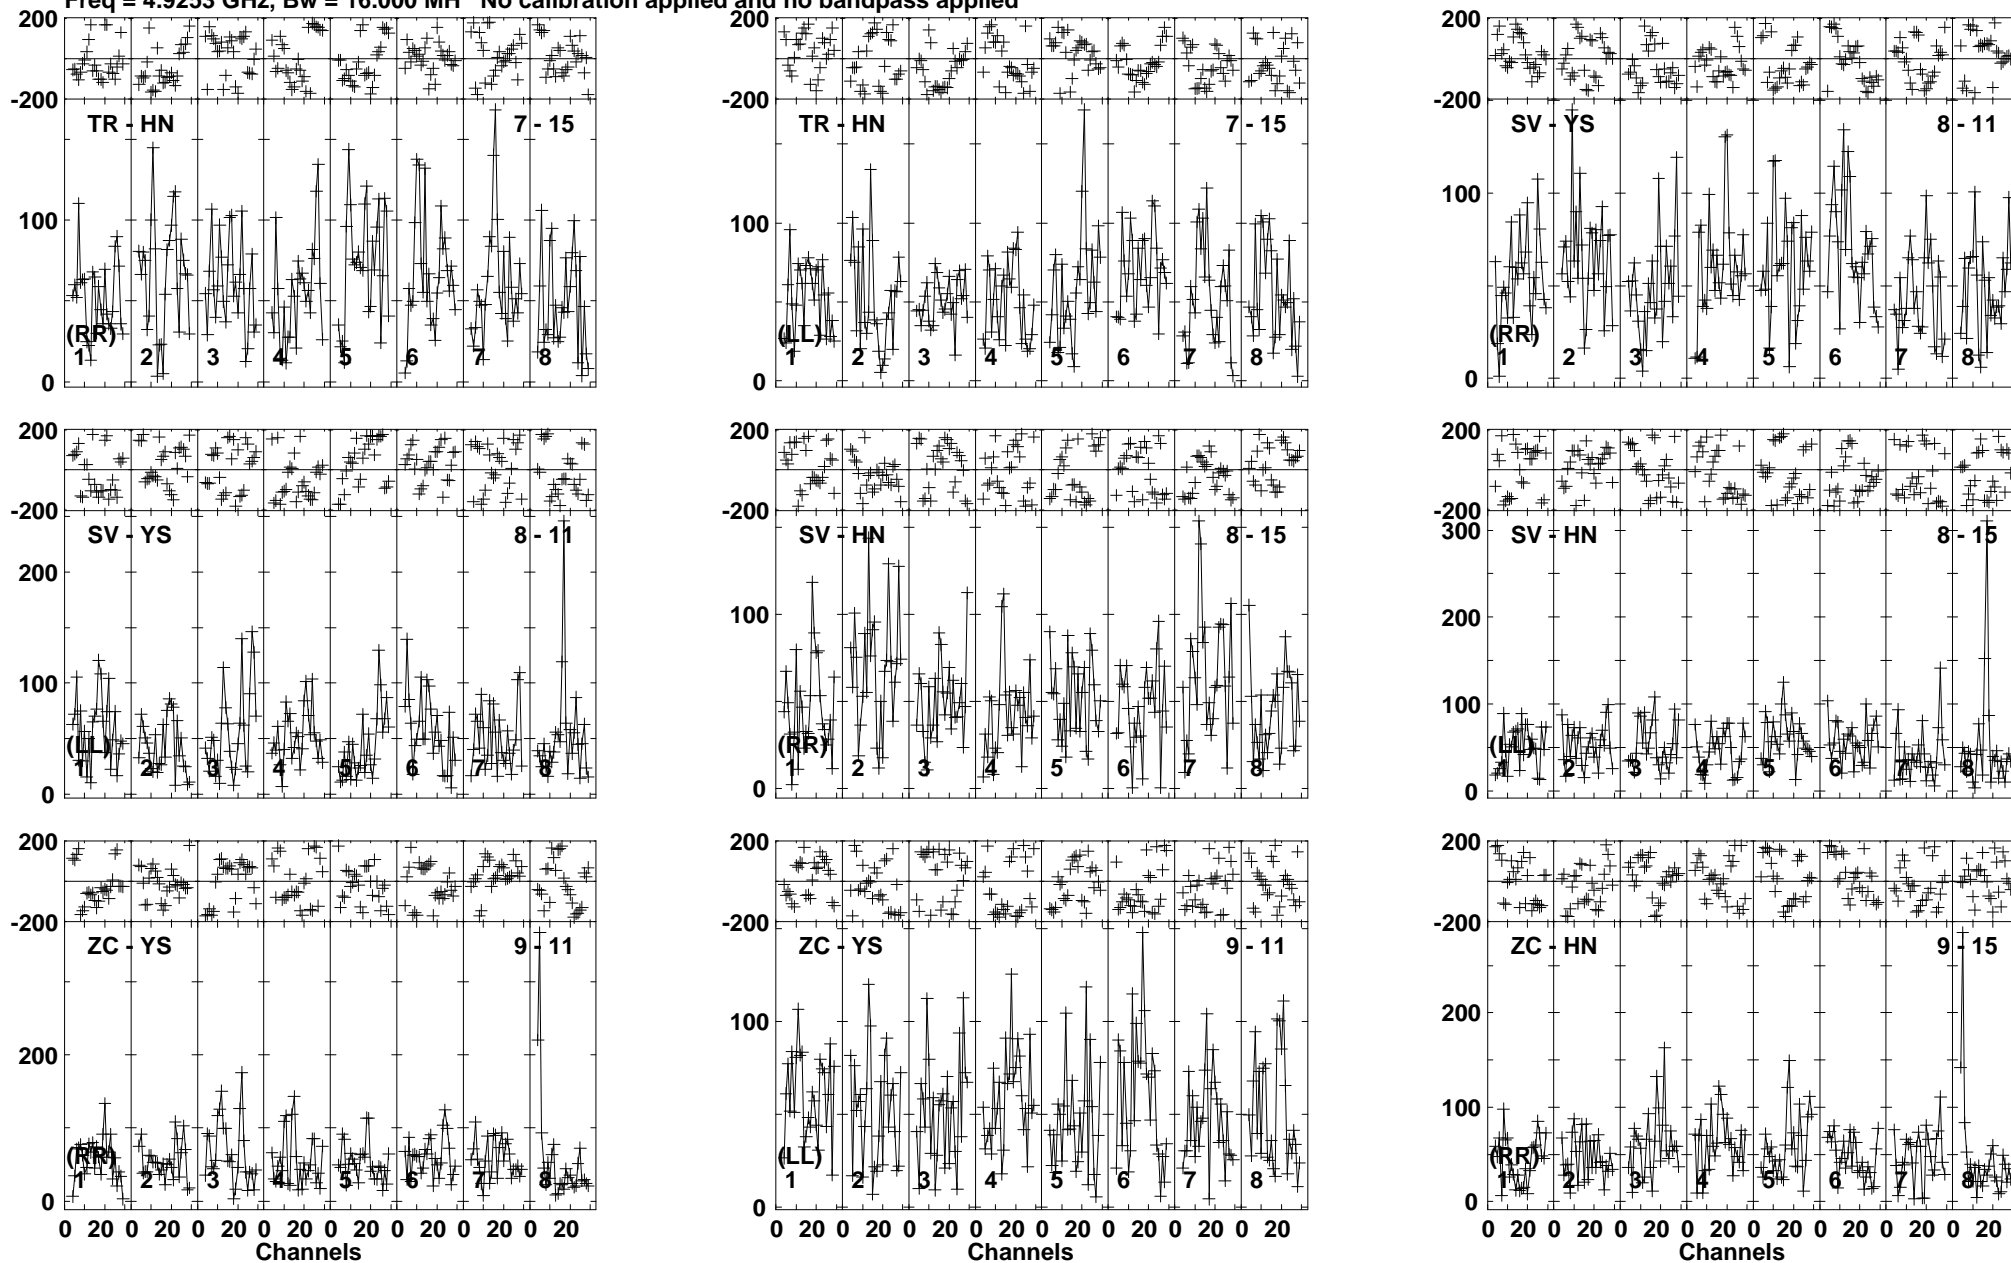 Freq = 4.9253 GHz, Bw = 16.000 MH No calibration applied and no bandpass applied
200 200 200
-200 -200 -200
TR - HN 7 - 15 TR - HN 7 - 15 SV - YS 8 - 11
100 100 100
(RR) (LL) (RR)
1 2 3 4 5 6 7 8 1 2 3 4 5 6 7 8 1 2 3 4 5 6 7 8
0 0 0
200 200 200
-200 -200 -200
SV - YS 8 - 11 SV - HN 8 - 15 SV - HN 8 - 15
300
200 200
100 100 100
(LL) (RR) (LL)
1 2 3 4 5 6 7 8 1 2 3 4 5 6 7 8 1 2 3 4 5 6 7 8
0 0 0
200 200 200
-200 -200 -200
ZC - YS 9 - 11 ZC - YS 9 - 11 ZC - HN 9 - 15
200 100 200
100
(RR) (LL) (RR)
1 2 3 4 5 6 7 8 1 2 3 4 5 6 7 8 1 2 3 4 5 6 7 8
0 0 0
0 20 0 20 0 20 0 20 0 20 0 20 0 20 0 20 0 20 0 20 0 20 0 20 0 20 0 20 0 20 0 20 0 20 0 20 0 20 0 20 0 20 0 20 0 20 0 20
Channels Channels Channels